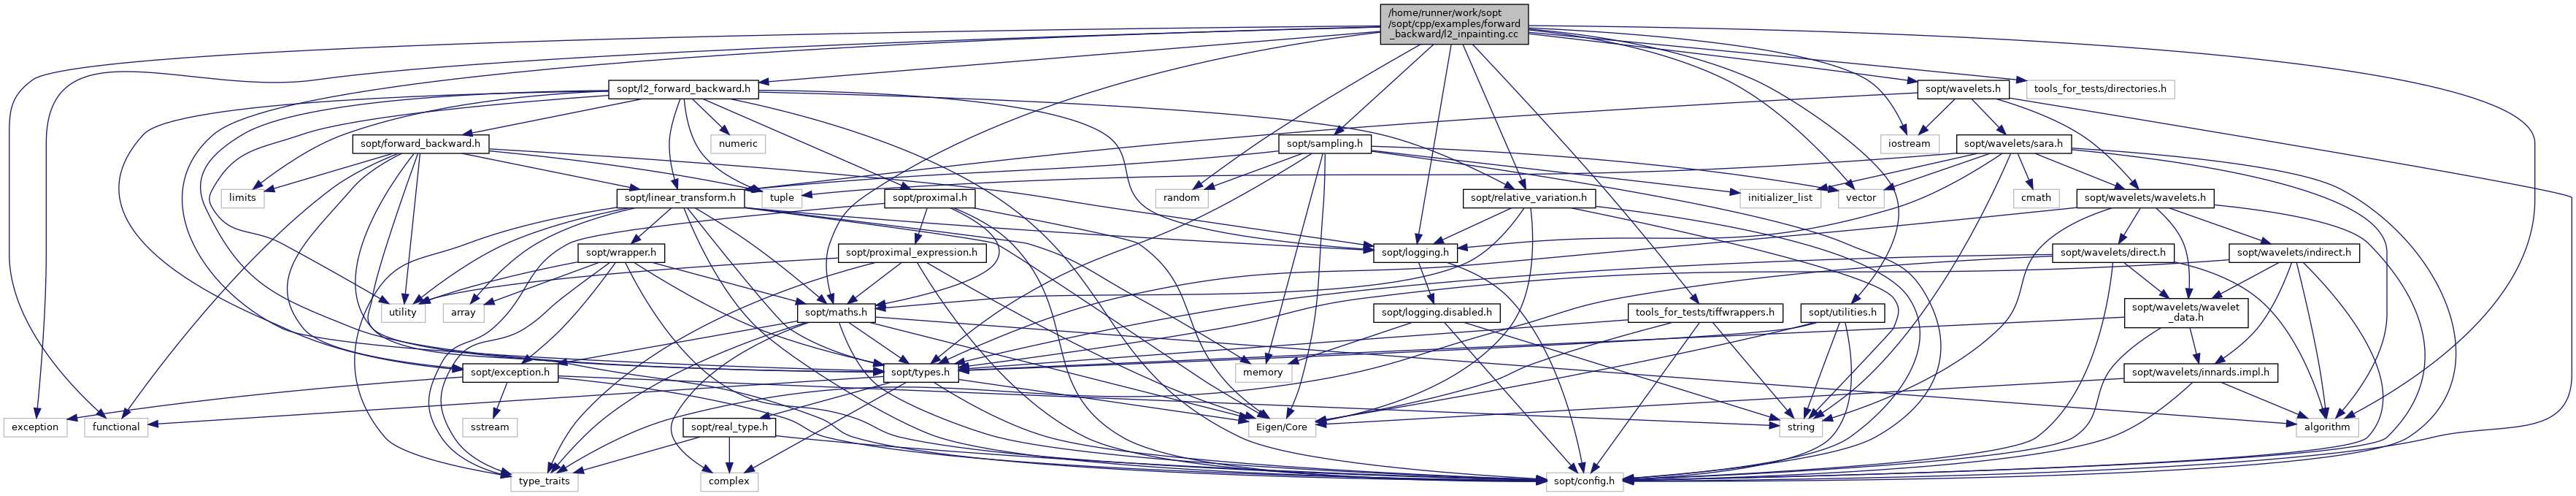 /home/runner/work/sopt
/sopt/cpp/examples/forward
_backward/l2_inpainting.cc
sopt/l2_forward_backward.h
sopt/wavelets.h
tools_for_tests/directories.h
sopt/forward_backward.h
numeric
sopt/sampling.h
iostream
sopt/wavelets/sara.h
limits
sopt/linear_transform.h
tuple
sopt/proximal.h
random
sopt/relative_variation.h
initializer_list
vector
cmath
sopt/wavelets/wavelets.h
sopt/wrapper.h
sopt/proximal_expression.h
sopt/logging.h
sopt/wavelets/direct.h
sopt/wavelets/indirect.h
utility
array
sopt/maths.h
sopt/logging.disabled.h
tools_for_tests/tiffwrappers.h
sopt/utilities.h
sopt/wavelets/wavelet
_data.h
sopt/exception.h
sopt/types.h
memory
sopt/wavelets/innards.impl.h
exception
functional
sstream
sopt/real_type.h
Eigen/Core
string
algorithm
type_traits
complex
sopt/config.h